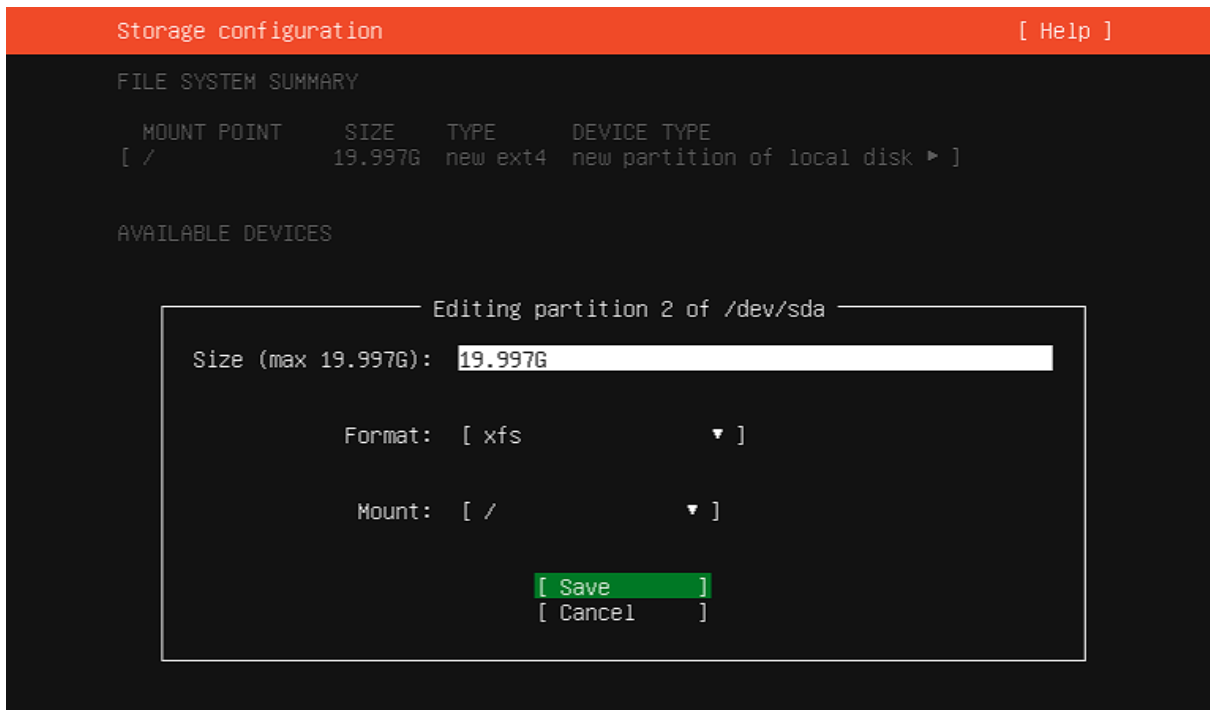 Storage configuration [ Help ]
FILE SYSTEM SUMMARY
MOUNT POINT SIZE TYPE DEVICE TYPE
[ / 19.997G new ext4 new partition of local disk ▸ ]
AVAILABLE DEVICES
Editing partition 2 of /dev/sda
Size (max 19.997G): 19.997G
Format: [ xfs ▾ ]
Mount: [ / ▾ ]
[ Save ]
[ Cancel ]